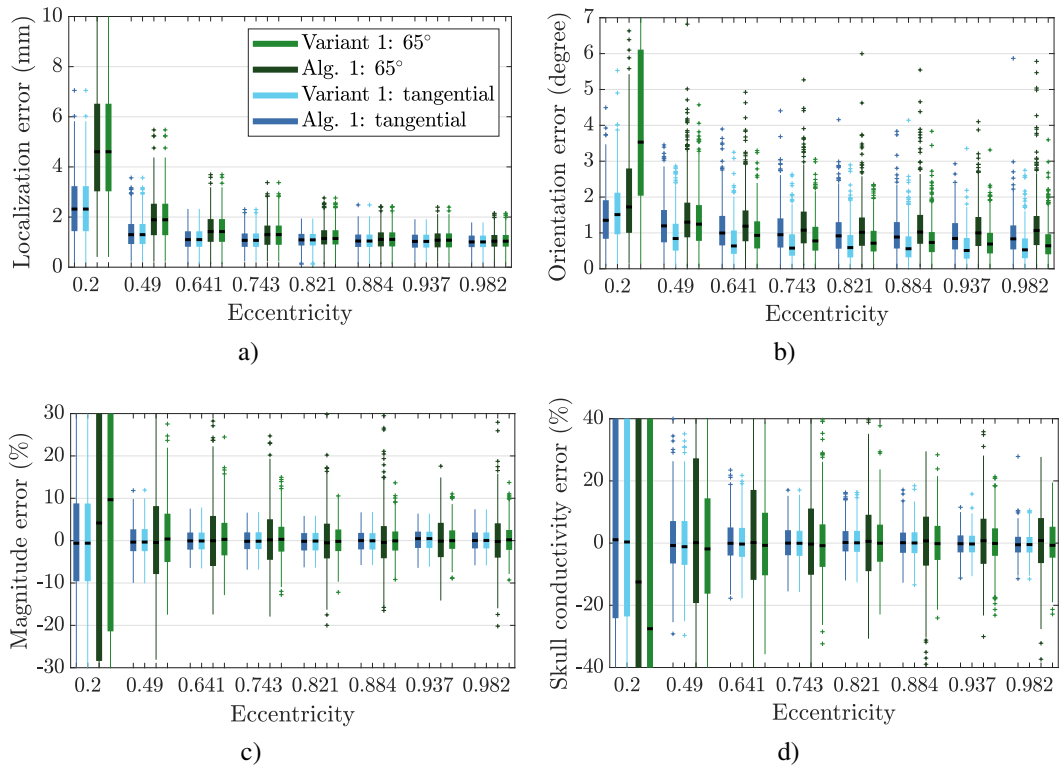 Localization error (mm)
10
8
6
4
2
0
Variant 1: 65°
Alg. 1: 65°
Variant 1: tangential
Alg. 1: tangential
0.2 0.49 0.641 0.743 0.821 0.884 0.937 0.982
Eccentricity
a)
Orientation error (degree)
7
6
5
4
3
2
1
0
0.2 0.49 0.641 0.743 0.821 0.884 0.937 0.982
Eccentricity
b)
Magnitude error (%)
30
20
10
0
-10
-20
-30
0.2 0.49 0.641 0.743 0.821 0.884 0.937 0.982
Eccentricity
c)
Skull conductivity error (%)
40
20
0
-20
-40
0.2 0.49 0.641 0.743 0.821 0.884 0.937 0.982
Eccentricity
d)